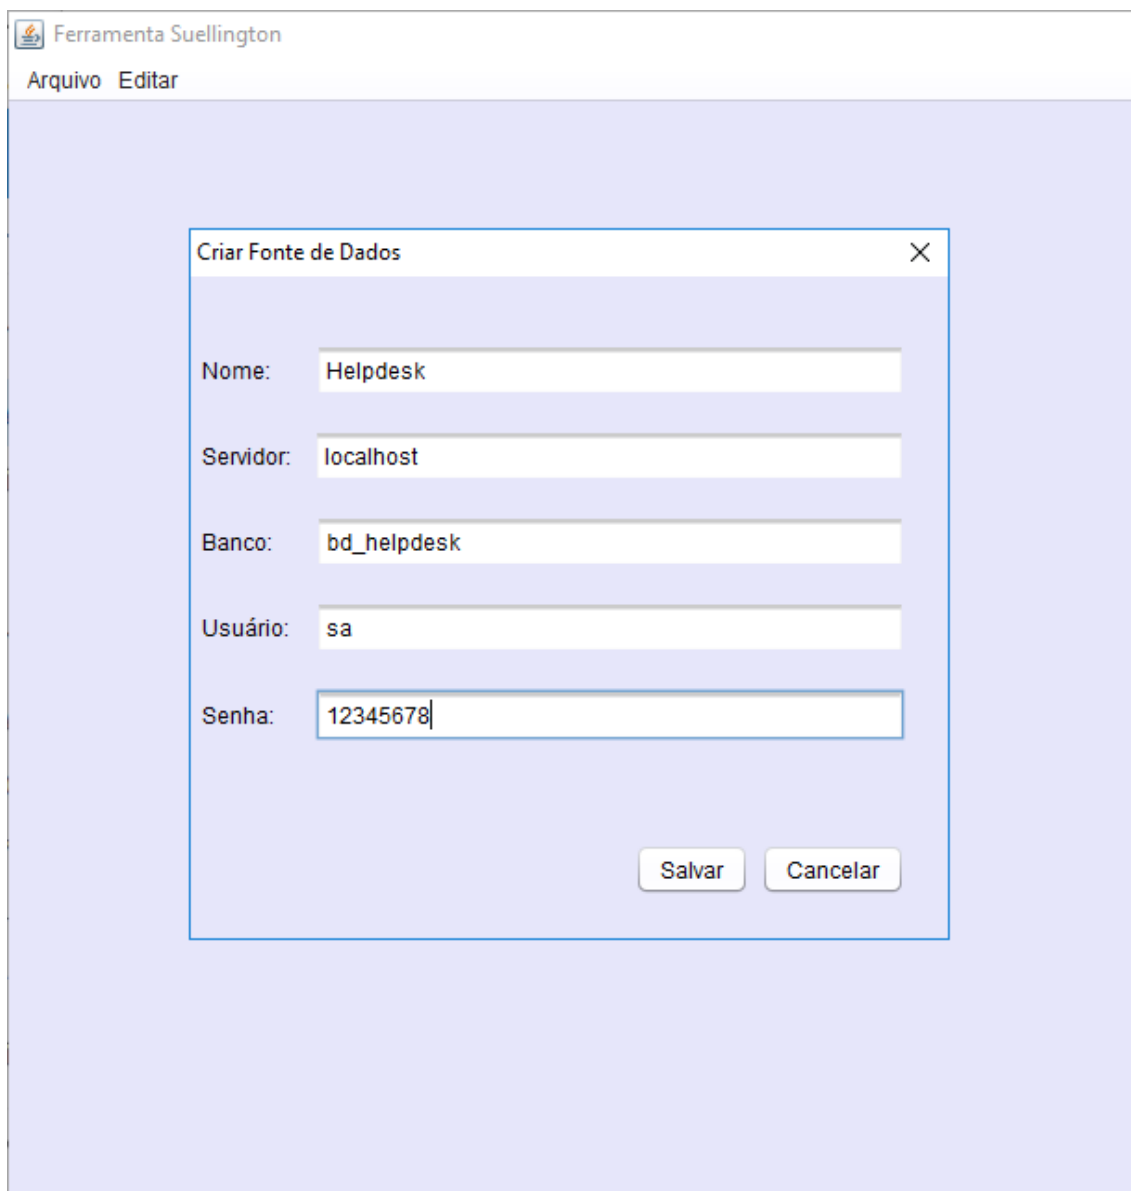 Ferramenta Suellington
Arquivo Editar
Criar Fonte de Dados
Nome: Helpdesk
Servidor: localhost
Banco: bd_helpdesk
Usuário: sa
Senha: 12345678
Salvar Cancelar